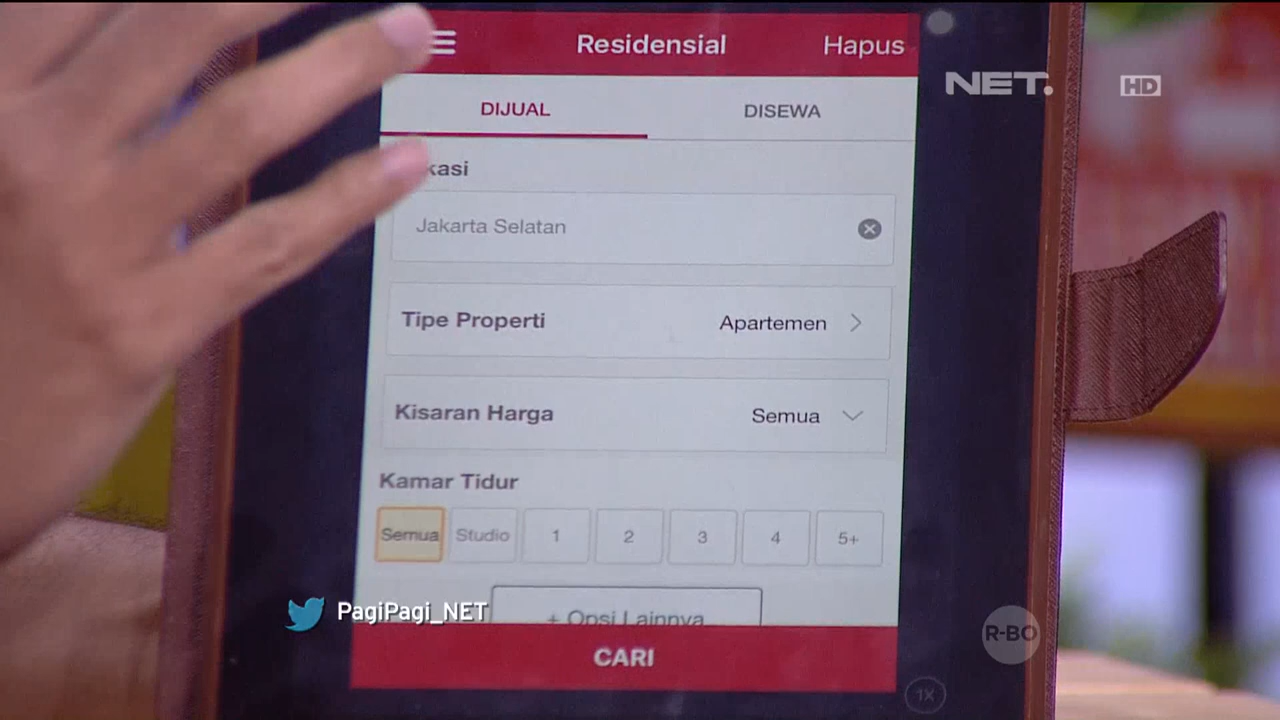 Residensial
Hapus
NET.
HD
DIJUAL
DISEWA
kasi
Jakarta Selatan
Tipe Properti
Apartemen
Kisaran Harga
Semua
Kamar Tidur
Semua
Studio
1
2
3
4
5+
+ Opsi Lainnya
PagiPagi_NET
R-BO
CARI
1X